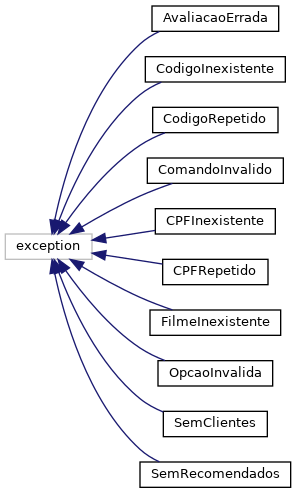 AvaliacaoErrada
CodigoInexistente
CodigoRepetido
ComandoInvalido
CPFInexistente
exception
CPFRepetido
FilmeInexistente
OpcaoInvalida
SemClientes
SemRecomendados